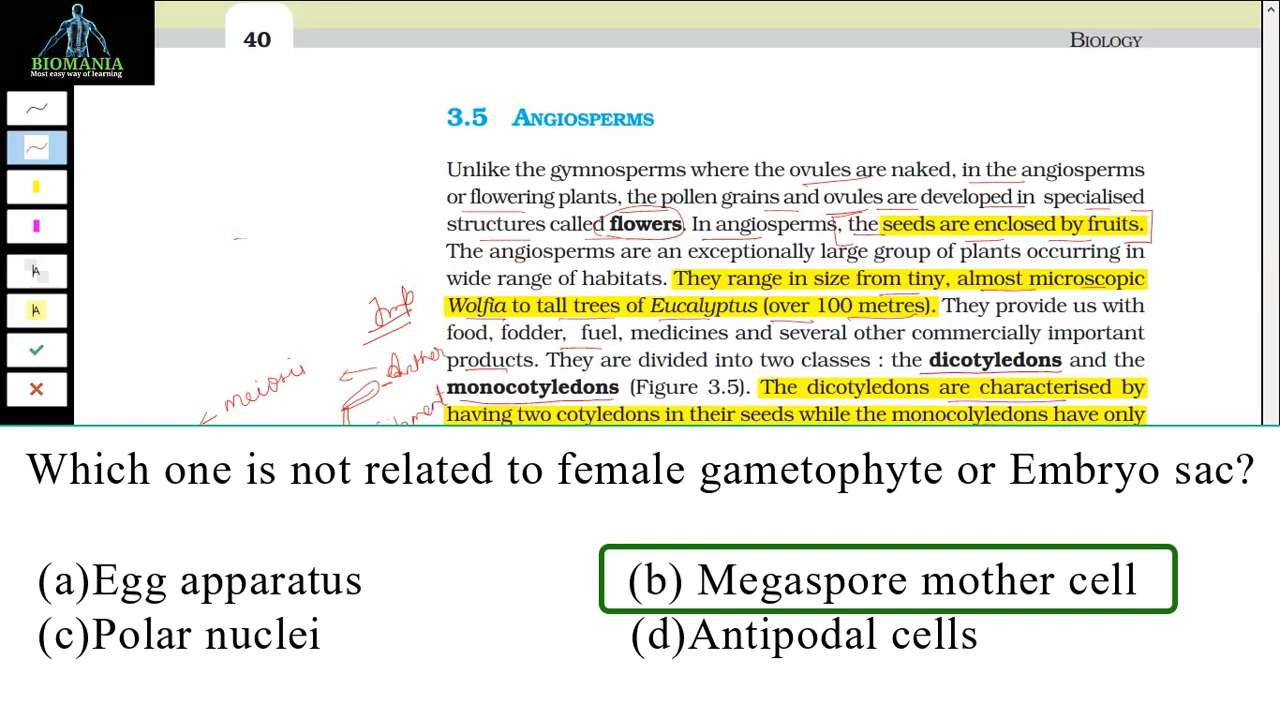 BIOMANIA
Most easy way of learning
40
BIOLOGY
3.5 ANGIOSPERMS
Unlike the gymnosperms where the ovules are naked, in the angiosperms
or flowering plants, the pollen grains and ovules are developed in specialised
structures called flowers. In angiosperms, the seeds are enclosed by fruits.
The angiosperms are an exceptionally large group of plants occurring in
wide range of habitats. They range in size from tiny, almost microscopic
Wolfia to tall trees of Eucalyptus (over 100 metres). They provide us with
food, fodder, fuel, medicines and several other commercially important
products. They are divided into two classes : the dicotyledons and the
monocotyledons (Figure 3.5). The dicotyledons are characterised by
having two cotyledons in their seeds while the monocolyledons have only
Imp
Anther
meiosis
filament
Which one is not related to female gametophyte or Embryo sac?
(a)Egg apparatus
(b) Megaspore mother cell
(c)Polar nuclei
(d)Antipodal cells